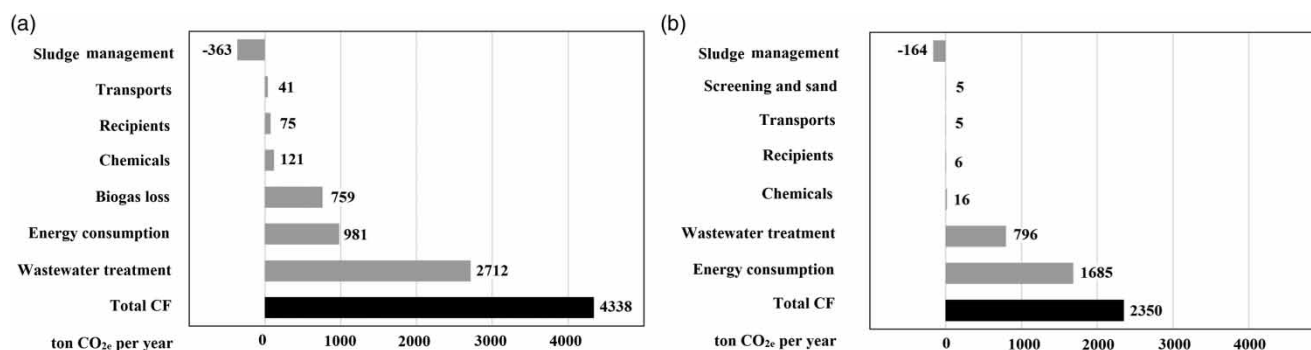 (a)
Sludge management -363
Transports 41
Recipients 75
Chemicals 121
Biogas loss 759
Energy consumption 981
Wastewater treatment 2712
Total CF 4338
ton CO₂ₑ per year 0 1000 2000 3000 4000
(b)
Sludge management -164
Screening and sand 5
Transports 5
Recipients 6
Chemicals 16
Wastewater treatment 796
Energy consumption 1685
Total CF 2350
ton CO₂ₑ per year 0 1000 2000 3000 4000